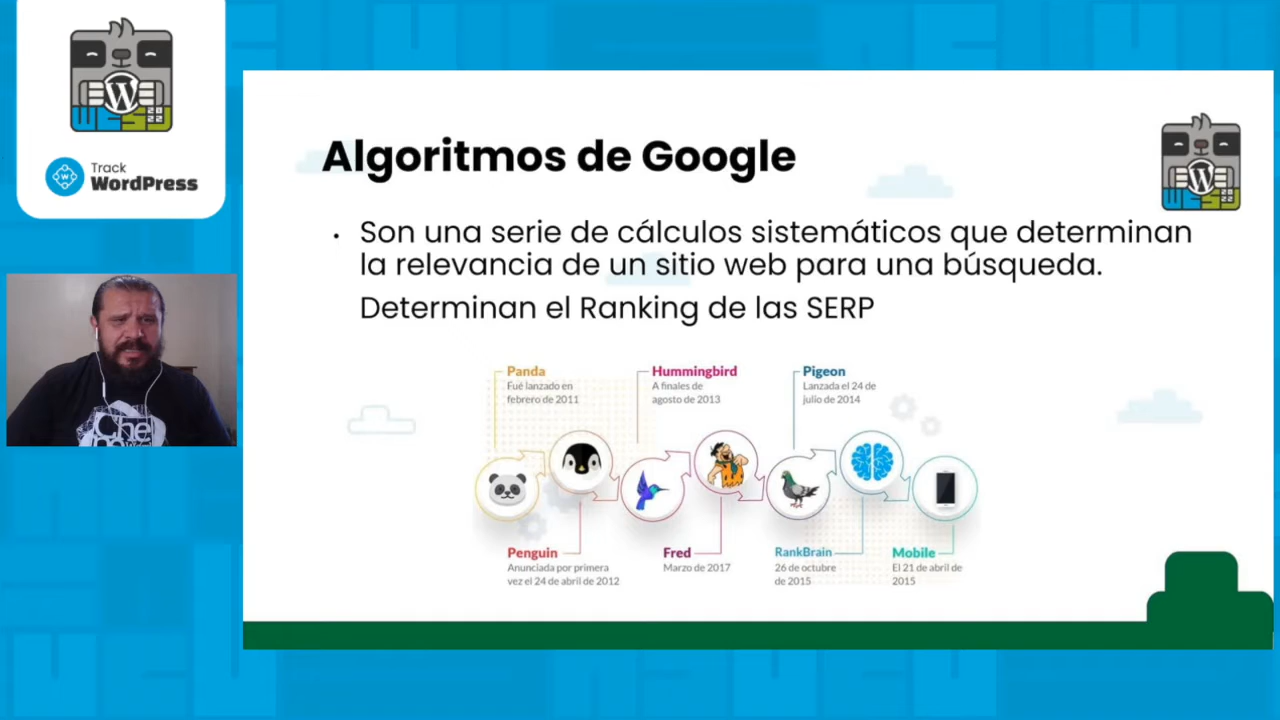 WESD
20
22
Track
WordPress
Algoritmos de Google
Son una serie de cálculos sistemáticos que determinan
la relevancia de un sitio web para una búsqueda.
Determinan el Ranking de las SERP
Panda
Fué lanzado en
febrero de 2011
Hummingbird
A finales de
agosto de 2013
Pigeon
Lanzada el 24 de
julio de 2014
Penguin
Anunciada por primera
vez el 24 de abril de 2012
Fred
Marzo de 2017
RankBrain
26 de octubre
de 2015
Mobile
El 21 de abril de
2015